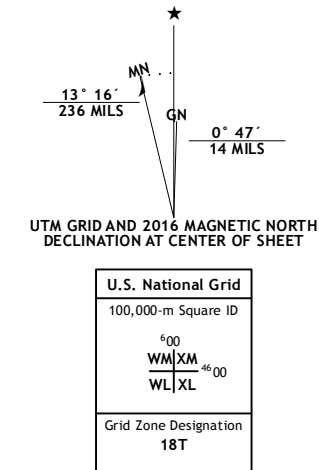 ★
MN
GN
13° 16´
236 MILS
0° 47´
14 MILS
UTM GRID AND 2016 MAGNETIC NORTH
DECLINATION AT CENTER OF SHEET
U.S. National Grid
100,000-m Square ID
⁶00
WM XM
⁴⁶00
WL XL
Grid Zone Designation
18T